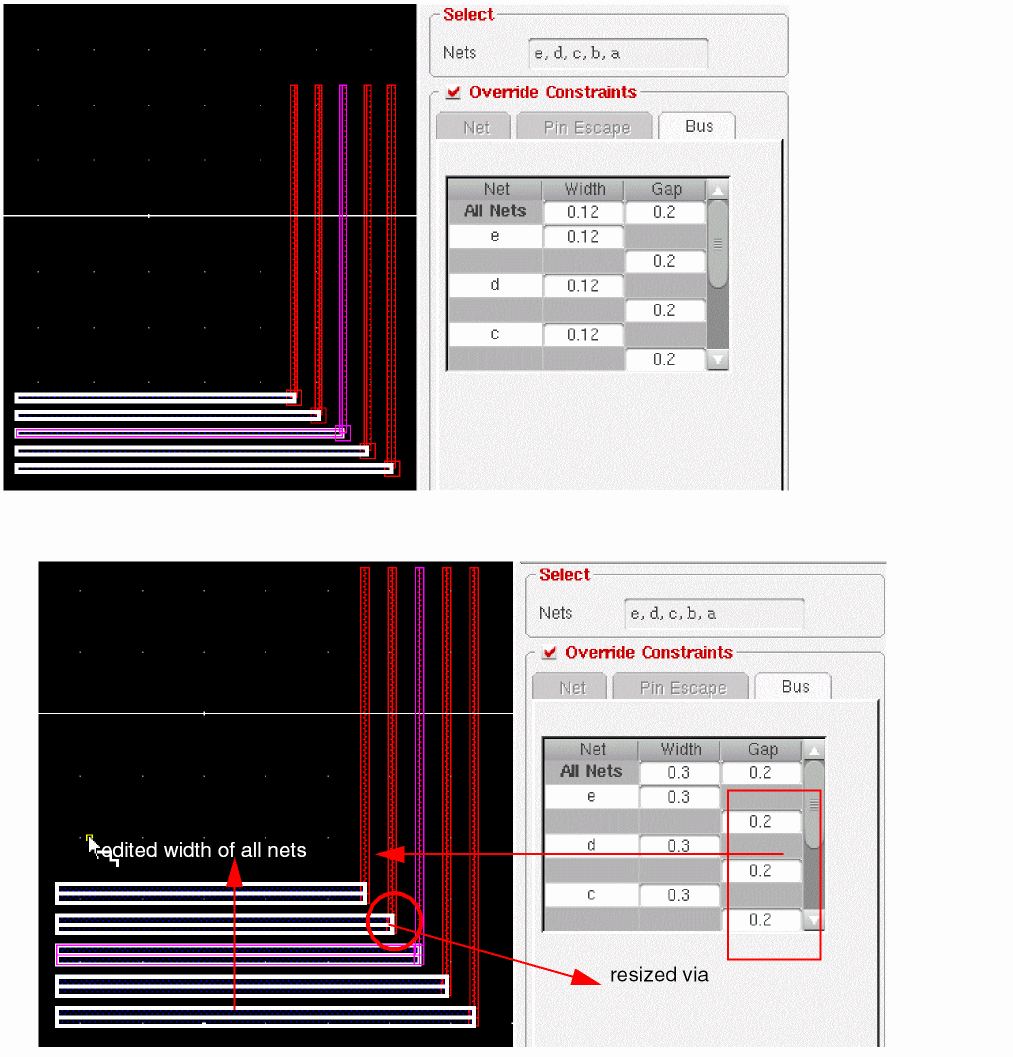 Select
Nets e, d, c, b, a
Override Constraints
Net Pin Escape Bus
Net Width Gap
All Nets 0.12 0.2
e 0.12
0.2
d 0.12
0.2
c 0.12
0.2
Select
Nets e, d, c, b, a
Override Constraints
Net Pin Escape Bus
Net Width Gap
All Nets 0.3 0.2
e 0.3
0.2
d 0.3
0.2
c 0.3
0.2
edited width of all nets
resized via